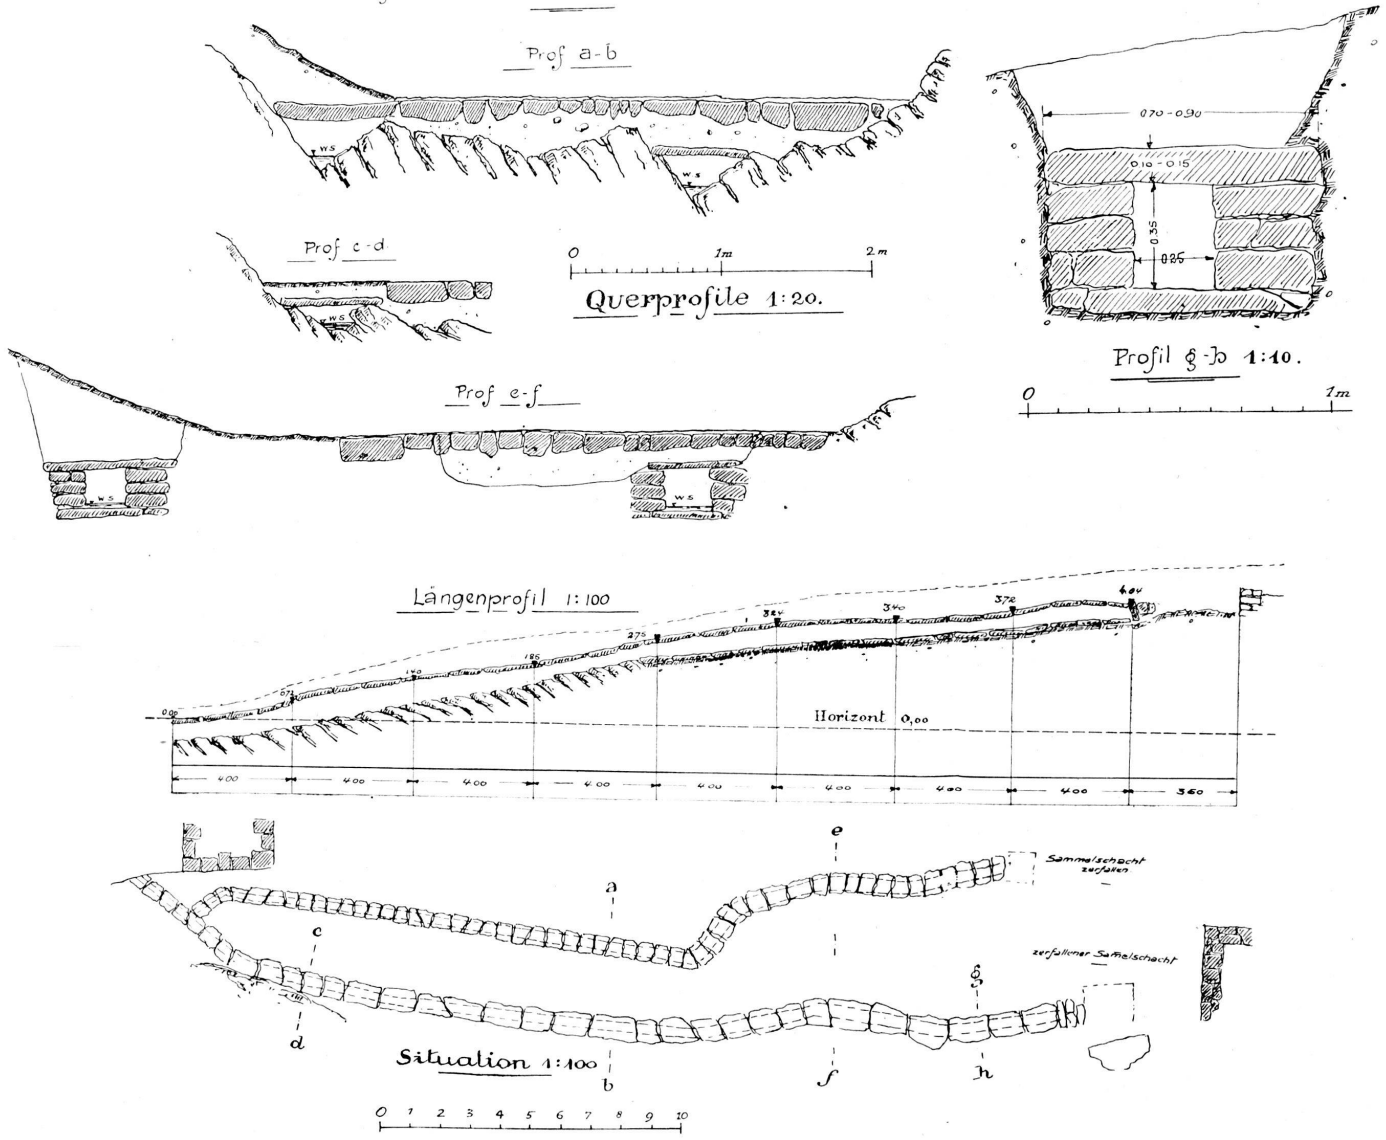 Prof a-b
0.70-0.90
0.10-0.15
0.35
0.25
W S
W S
Prof c-d.
W S
0 1m 2m
Querprofile 1:20.
Profil g-h 1:10.
0 1m
Prof e-f
W S
W S
Längenprofil 1:100
0.00 0.72 1.40 1.85 2.75 3.24 3.40 3.72 4.04
Horizont 0,00
4.00 4.00 4.00 4.00 4.00 4.00 4.00 4.00 3.60
e
Sammelschacht
zerfallen
a
c
zerfallener Samelschacht
g
d
Situation 1:100
b
f
h
0 1 2 3 4 5 6 7 8 9 10